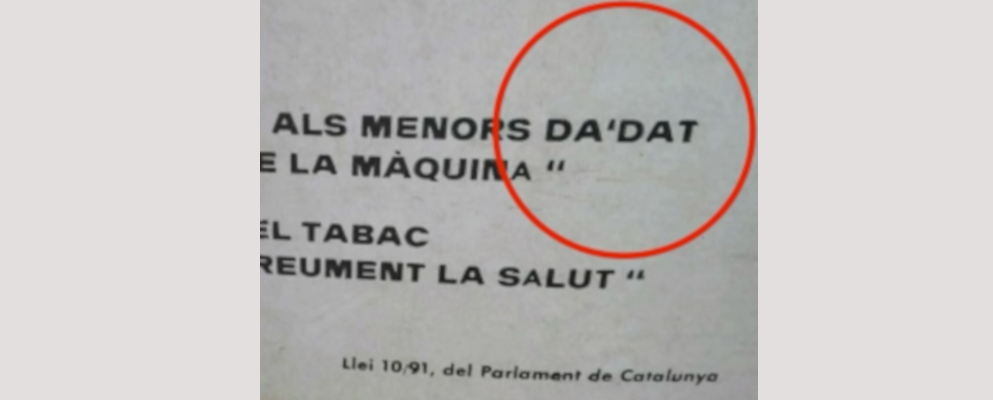 ALS MENORS DA'DAT
E LA MÀQUINA “
EL TABAC
REUMENT LA SALUT “
Llei 10/91, del Parlament de Catalunya